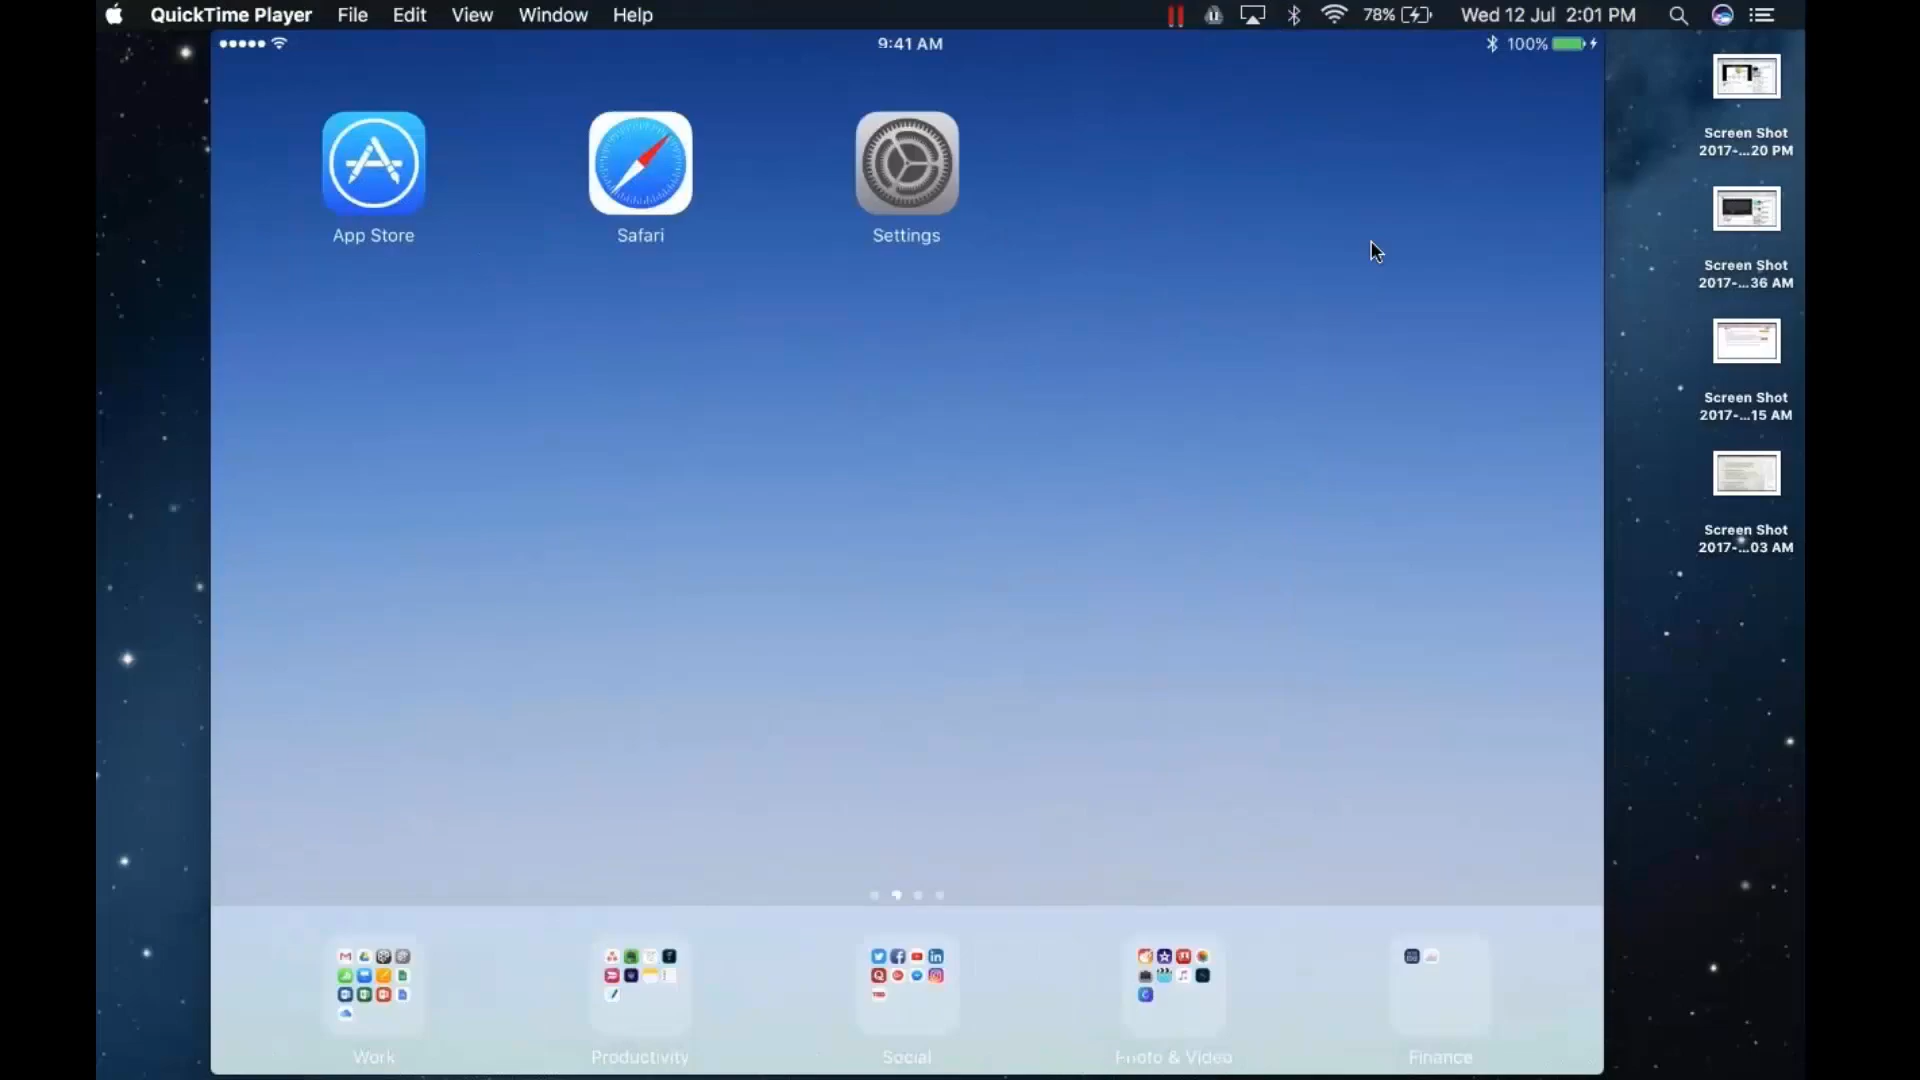 QuickTime Player File Edit View Window Help 78% Wed 12 Jul 2:01 PM
9:41 AM 100%
App Store Safari Settings
Screen Shot
2017-...20 PM
Screen Shot
2017-...36 AM
Screen Shot
2017-...15 AM
Screen Shot
2017-...03 AM
Work Productivity Social Photo & Video Finance